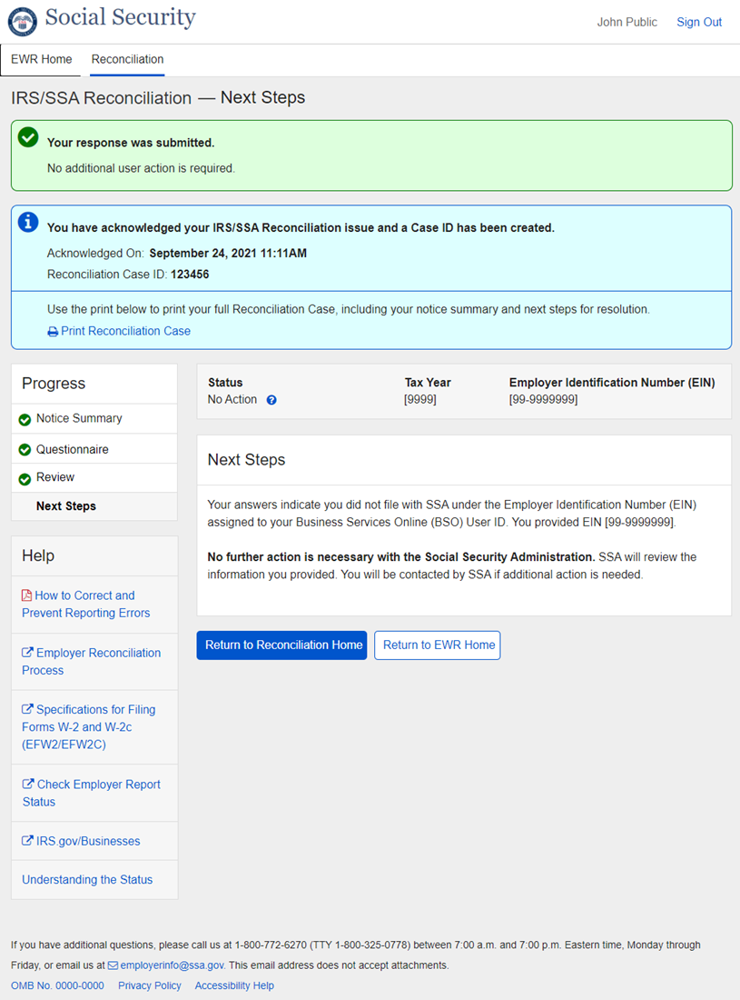 Social Security
John Public
Sign Out
EWR Home
Reconciliation
IRS/SSA Reconciliation — Next Steps
Your response was submitted.
No additional user action is required.
You have acknowledged your IRS/SSA Reconciliation issue and a Case ID has been created.
Acknowledged On: September 24, 2021 11:11AM
Reconciliation Case ID: 123456
Use the print below to print your full Reconciliation Case, including your notice summary and next steps for resolution.
Print Reconciliation Case
Progress
Notice Summary
Questionnaire
Review
Next Steps
Help
How to Correct and
Prevent Reporting Errors
Employer Reconciliation
Process
Specifications for Filing
Forms W-2 and W-2c
(EFW2/EFW2C)
Check Employer Report
Status
IRS.gov/Businesses
Understanding the Status
Status
No Action
Tax Year
[9999]
Employer Identification Number (EIN)
[99-9999999]
Next Steps
Your answers indicate you did not file with SSA under the Employer Identification Number (EIN)
assigned to your Business Services Online (BSO) User ID. You provided EIN [99-9999999].
No further action is necessary with the Social Security Administration. SSA will review the
information you provided. You will be contacted by SSA if additional action is needed.
Return to Reconciliation Home
Return to EWR Home
If you have additional questions, please call us at 1-800-772-6270 (TTY 1-800-325-0778) between 7:00 a.m. and 7:00 p.m. Eastern time, Monday through
Friday, or email us at employerinfo@ssa.gov. This email address does not accept attachments.
OMB No. 0000-0000
Privacy Policy
Accessibility Help